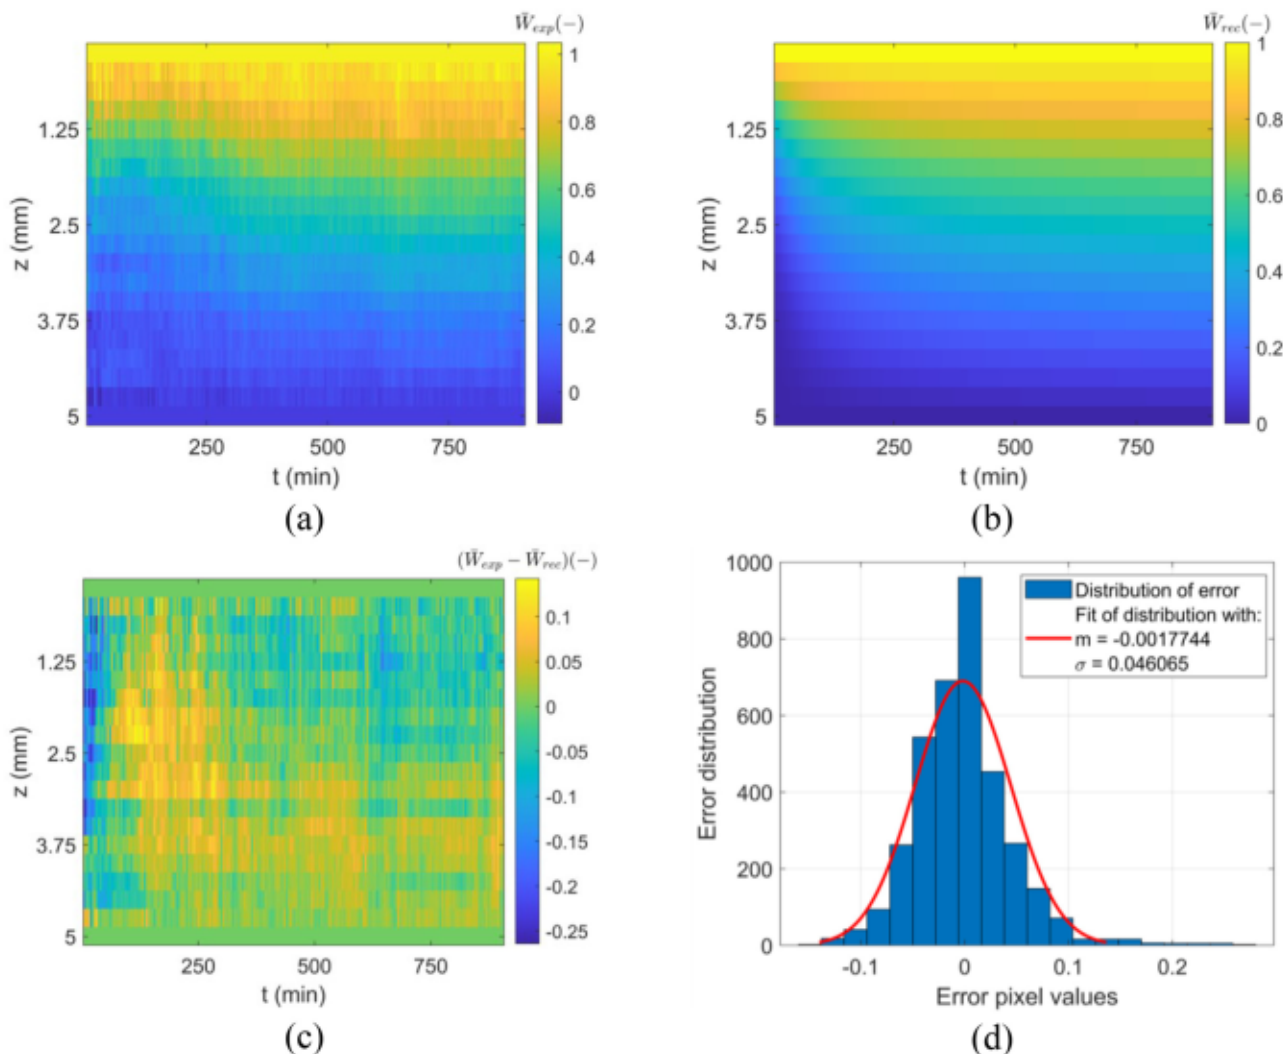 W̄exp(−)
1
0.8
0.6
0.4
0.2
0
1.25
2.5
3.75
5
z (mm)
250 500 750
t (min)
(a)
W̄rec(−)
1
0.8
0.6
0.4
0.2
0
1.25
2.5
3.75
5
z (mm)
250 500 750
t (min)
(b)
(W̄exp − W̄rec)(−)
0.1
0.05
0
-0.05
-0.1
-0.15
-0.2
-0.25
1.25
2.5
3.75
5
z (mm)
250 500 750
t (min)
(c)
1000
800
600
400
200
0
Error distribution
Distribution of error
Fit of distribution with:
m = -0.0017744
σ = 0.046065
-0.1 0 0.1 0.2
Error pixel values
(d)